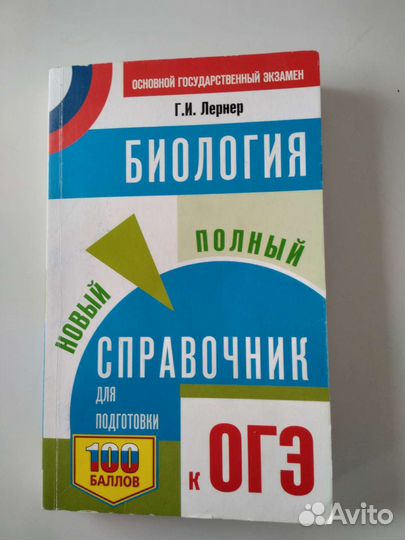 ОСНОВНОЙ ГОСУДАРСТВЕННЫЙ ЭКЗАМЕН
Г.И. Лернер
БИОЛОГИЯ
НОВЫЙ
ПОЛНЫЙ
СПРАВОЧНИК
ДЛЯ
ПОДГОТОВКИ
100
БАЛЛОВ
К ОГЭ
Avito